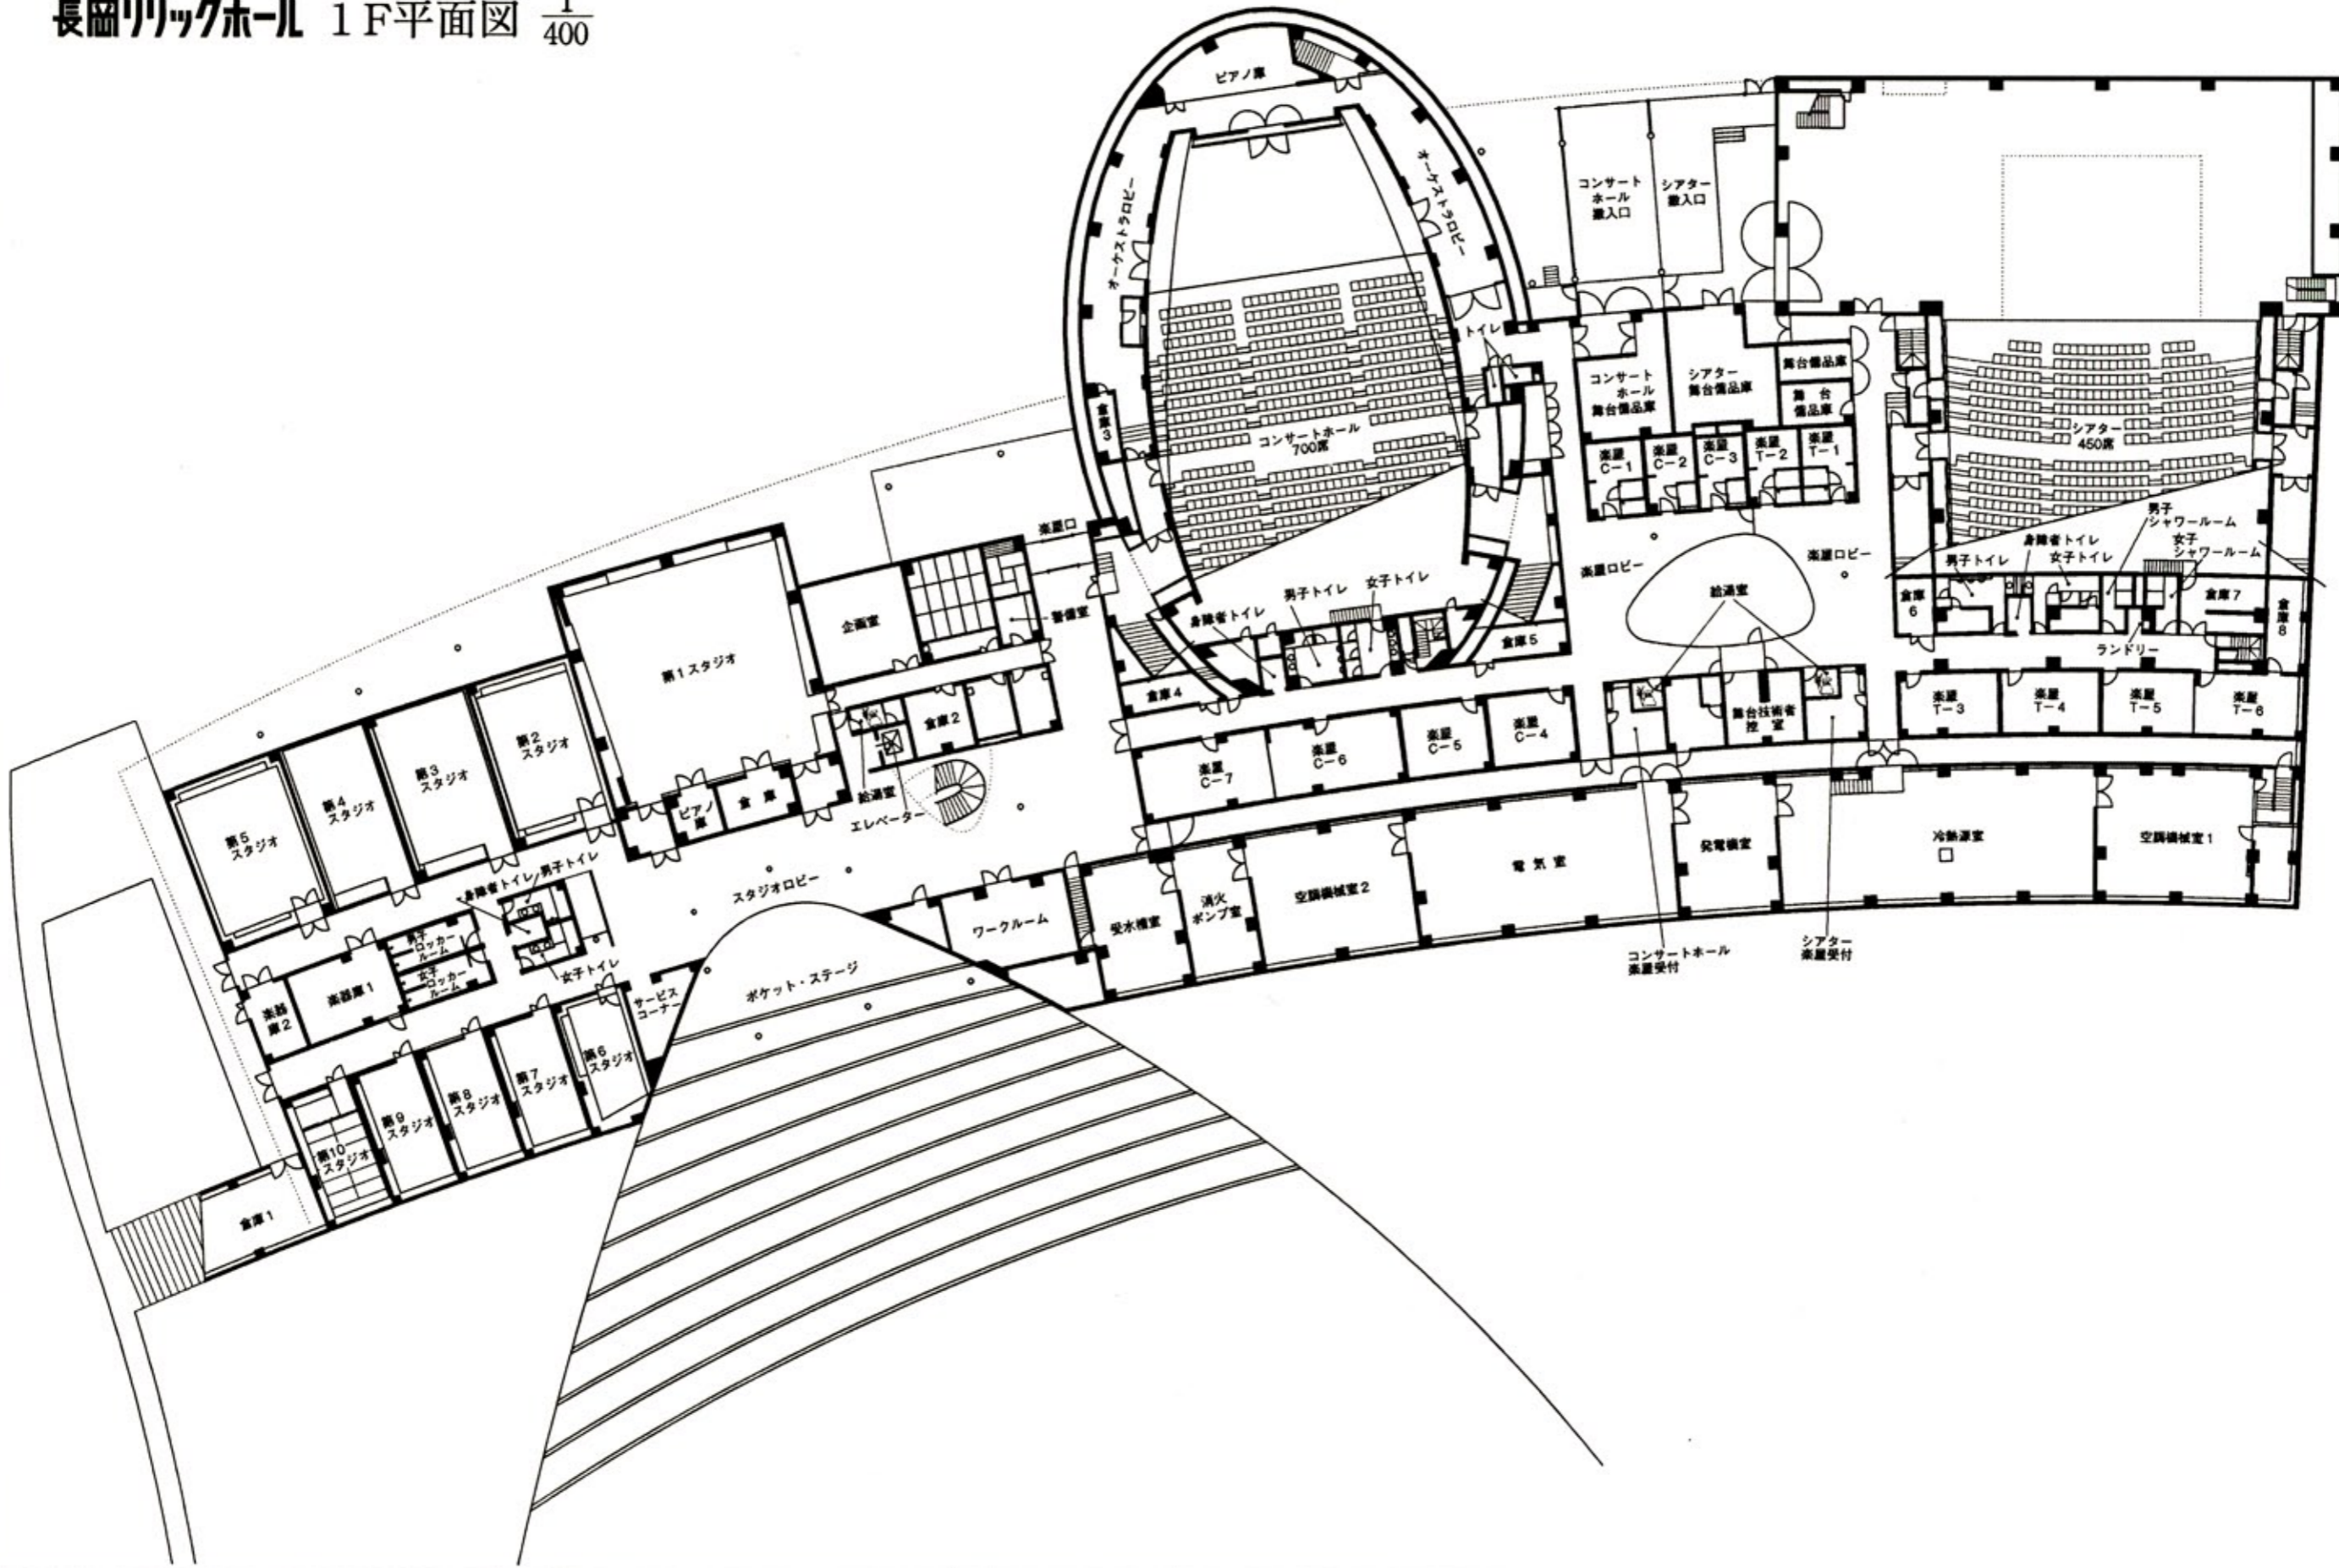 長岡リリックホール 1F平面図 1/400
ピアノ庫
オーケストラロビー
オーケストラロビー
コンサート
ホール
搬入口
シアター
搬入口
トイレ
コンサート
ホール
舞台備品庫
シアター
舞台備品庫
舞台備品庫
舞台
備品庫
倉庫3
コンサートホール
700席
シアター
450席
楽屋
C-1
楽屋
C-2
楽屋
C-3
楽屋
T-2
楽屋
T-1
楽屋口
警備室
企画室
第1スタジオ
第2
スタジオ
第3
スタジオ
第4
スタジオ
第5
スタジオ
身障者トイレ
男子トイレ
女子トイレ
倉庫4
倉庫5
楽屋ロビー
給湯室
楽屋ロビー
男子
シャワールーム
身障者トイレ
女子
シャワールーム
男子トイレ
女子トイレ
倉庫
6
倉庫7
倉庫8
ランドリー
倉庫2
給湯室
エレベーター
ピアノ
庫
倉庫
楽屋
C-7
楽屋
C-6
楽屋
C-5
楽屋
C-4
舞台技術者
控室
楽屋
T-3
楽屋
T-4
楽屋
T-5
楽屋
T-6
スタジオロビー
ワークルーム
受水槽室
消火
ポンプ室
空調機械室2
電気室
発電機室
冷熱源室
空調機械室1
コンサートホール
楽屋受付
シアター
楽屋受付
身障者トイレ
男子トイレ
女子トイレ
男子
ロッカー
ルーム
女子
ロッカー
ルーム
楽器庫1
楽器
庫2
サービス
コーナー
ポケット・ステージ
第6
スタジオ
第7
スタジオ
第8
スタジオ
第9
スタジオ
第10
スタジオ
倉庫1